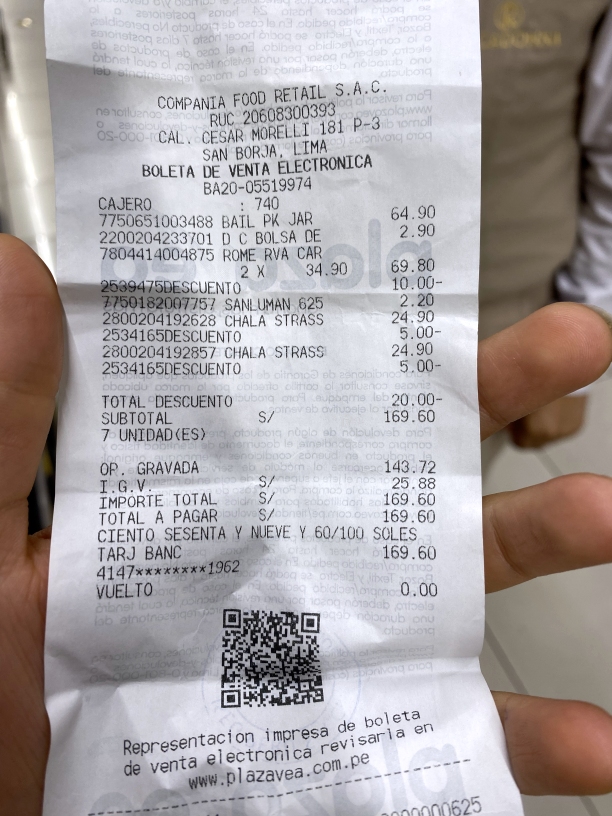 COMPANIA FOOD RETAIL S.A.C.
RUC 20608300393
CAL. CESAR MORELLI 181 P-3
SAN BORJA, LIMA
BOLETA DE VENTA ELECTRONICA
BA20-05519974
CAJERO : 740
7750651003488 BAIL PK JAR 64.90
2200204233701 D C BOLSA DE 2.90
7804414004875 ROME RVA CAR
2 X 34.90 69.80
2539475DESCUENTO 10.00-
7750182007757 SANLUMAN 625 2.20
2800204192628 CHALA STRASS 24.90
2534165DESCUENTO 5.00-
2800204192857 CHALA STRASS 24.90
2534165DESCUENTO 5.00-
TOTAL DESCUENTO 20.00-
SUBTOTAL S/ 169.60
7 UNIDAD(ES)
OP. GRAVADA 143.72
I.G.V. S/ 25.88
IMPORTE TOTAL S/ 169.60
TOTAL A PAGAR S/ 169.60
CIENTO SESENTA Y NUEVE Y 60/100 SOLES
TARJ BANC 169.60
4147********1962
VUELTO 0.00
Representacion impresa de boleta
de venta electronica revisarla en
www.plazavea.com.pe